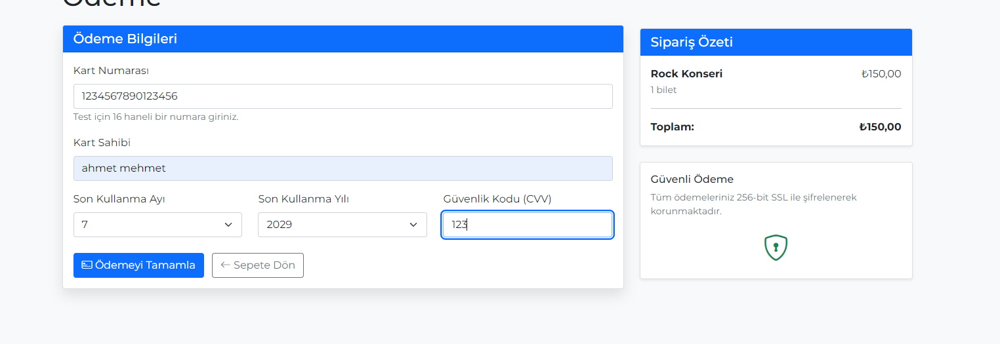 Ödeme
Ödeme Bilgileri
Kart Numarası
1234567890123456
Test için 16 haneli bir numara giriniz.
Kart Sahibi
ahmet mehmet
Son Kullanma Ayı
Son Kullanma Yılı
Güvenlik Kodu (CVV)
7
2029
123
Ödemeyi Tamamla
← Sepete Dön
Sipariş Özeti
Rock Konseri
₺150,00
1 bilet
Toplam:
₺150,00
Güvenli Ödeme
Tüm ödemeleriniz 256-bit SSL ile şifrelenerek
korunmaktadır.